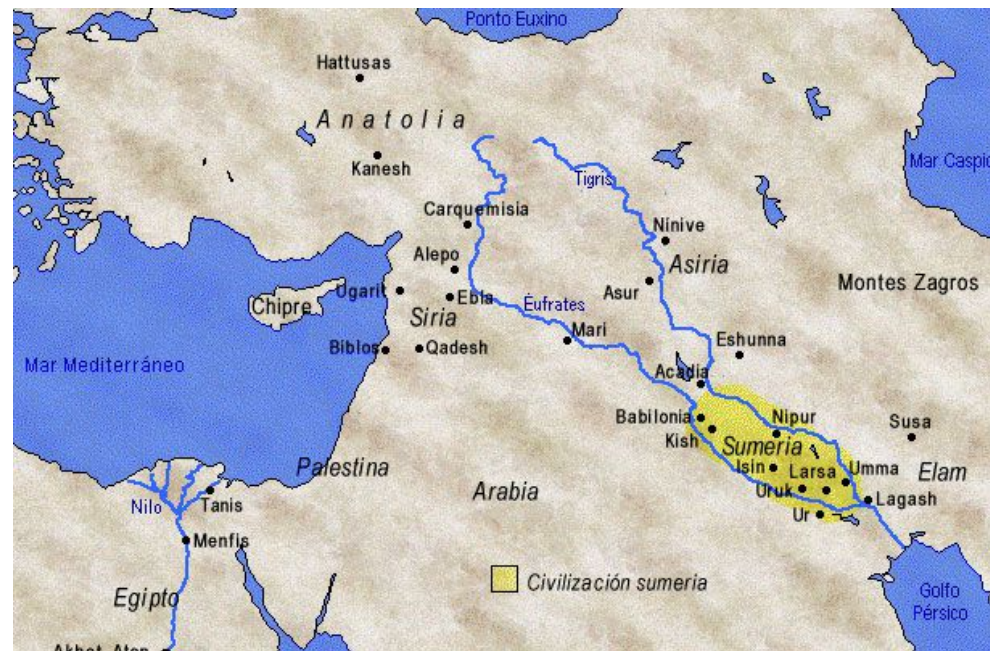 Ponto Euxino
Hattusas
Anatolia
Kanesh
Mar Caspio
Tigris
Carquemisia
Ninive
Alepo
Asiria
Montes Zagros
Ugarit
Ebla
Asur
Chipre
Siria
Éufrates
Mari
Eshunna
Biblos
Qadesh
Mar Mediterráneo
Acadia
Babilonia
Nipur
Susa
Kish
Sumeria
Palestina
Isin
Larsa
Umma
Elam
Arabia
Uruk
Lagash
Nilo
Tanis
Ur
Menfis
Civilización sumeria
Egipto
Golfo
Pérsico